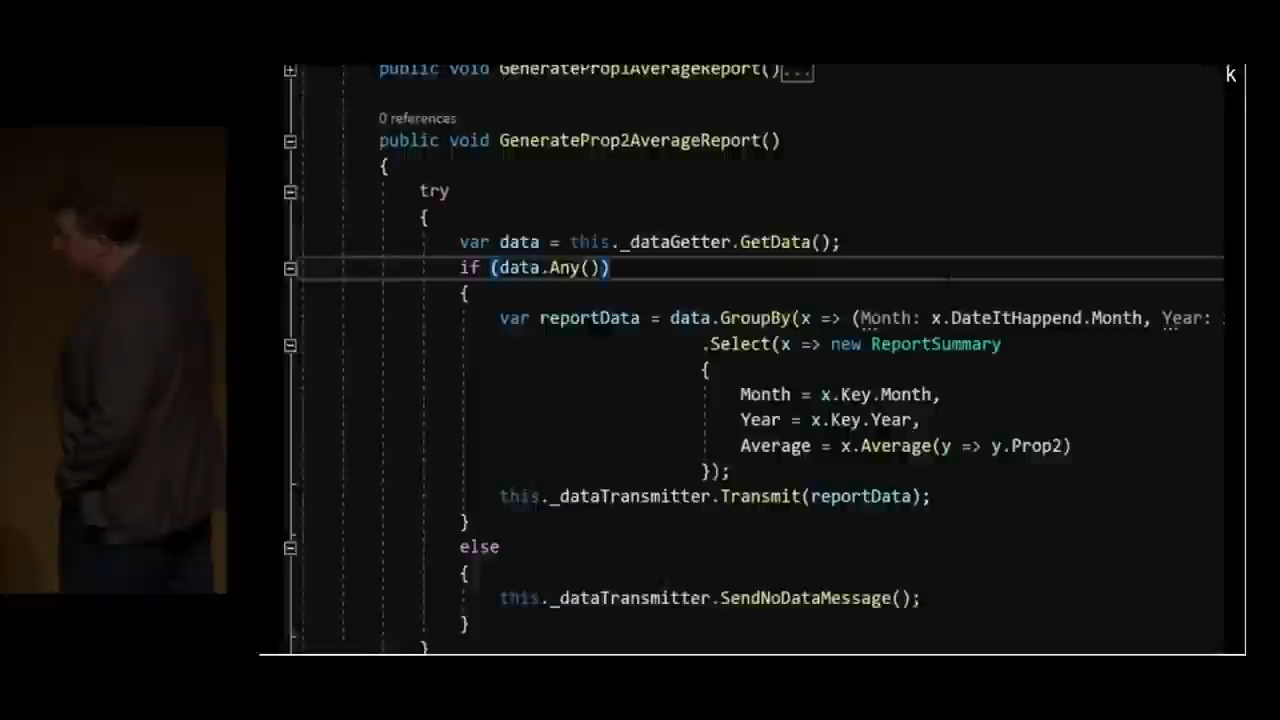 public void GenerateProp1AverageReport()...
k
0 references
public void GenerateProp2AverageReport()
{
try
{
var data = this._dataGetter.GetData();
if (data.Any())
{
var reportData = data.GroupBy(x => (Month: x.DateItHappend.Month, Year:
.Select(x => new ReportSummary
{
Month = x.Key.Month,
Year = x.Key.Year,
Average = x.Average(y => y.Prop2)
});
this._dataTransmitter.Transmit(reportData);
}
else
{
this._dataTransmitter.SendNoDataMessage();
}
}